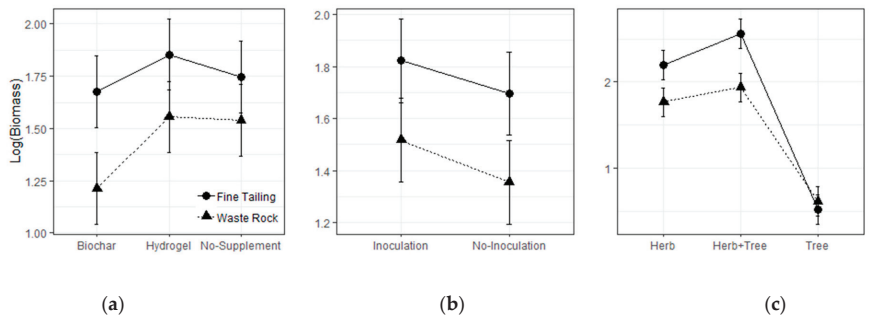 Log(Biomass)
2.00
1.75
1.50
1.25
1.00
Fine Tailing
Waste Rock
Biochar Hydrogel No-Supplement
2.0
1.8
1.6
1.4
1.2
Inoculation No-Inoculation
2
1
Herb Herb+Tree Tree
(a) (b) (c)